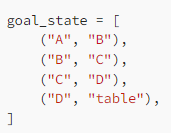 goal_state = [
    ("A", "B"),
    ("B", "C"),
    ("C", "D"),
    ("D", "table"),
]